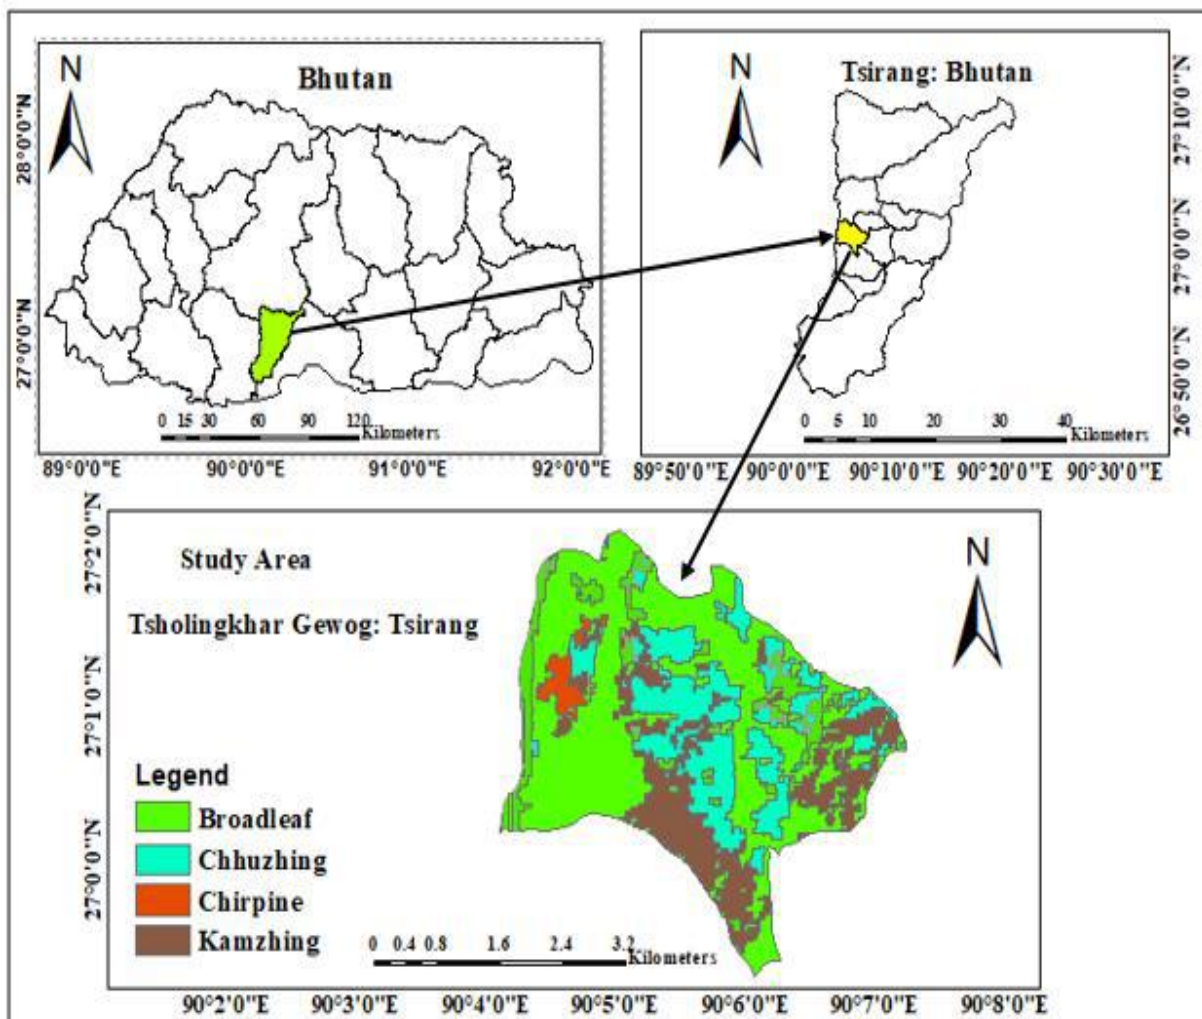 N
Bhutan
28°0'0"N
27°0'0"N
0 15 30 60 90 120
Kilometers
89°0'0"E 90°0'0"E 91°0'0"E 92°0'0"E
N
Tsirang: Bhutan
27°10'0"N
27°0'0"N
26°50'0"N
0 5 10 20 30 40
Kilometers
89°50'0"E 90°0'0"E 90°10'0"E 90°20'0"E 90°30'0"E
Study Area
Tsholingkhar Gewog: Tsirang
N
27°2'0"N
27°1'0"N
27°0'0"N
Legend
Broadleaf
Chhuzhing
Chirpine
Kamzhing
0 0.4 0.8 1.6 2.4 3.2
Kilometers
90°2'0"E 90°3'0"E 90°4'0"E 90°5'0"E 90°6'0"E 90°7'0"E 90°8'0"E